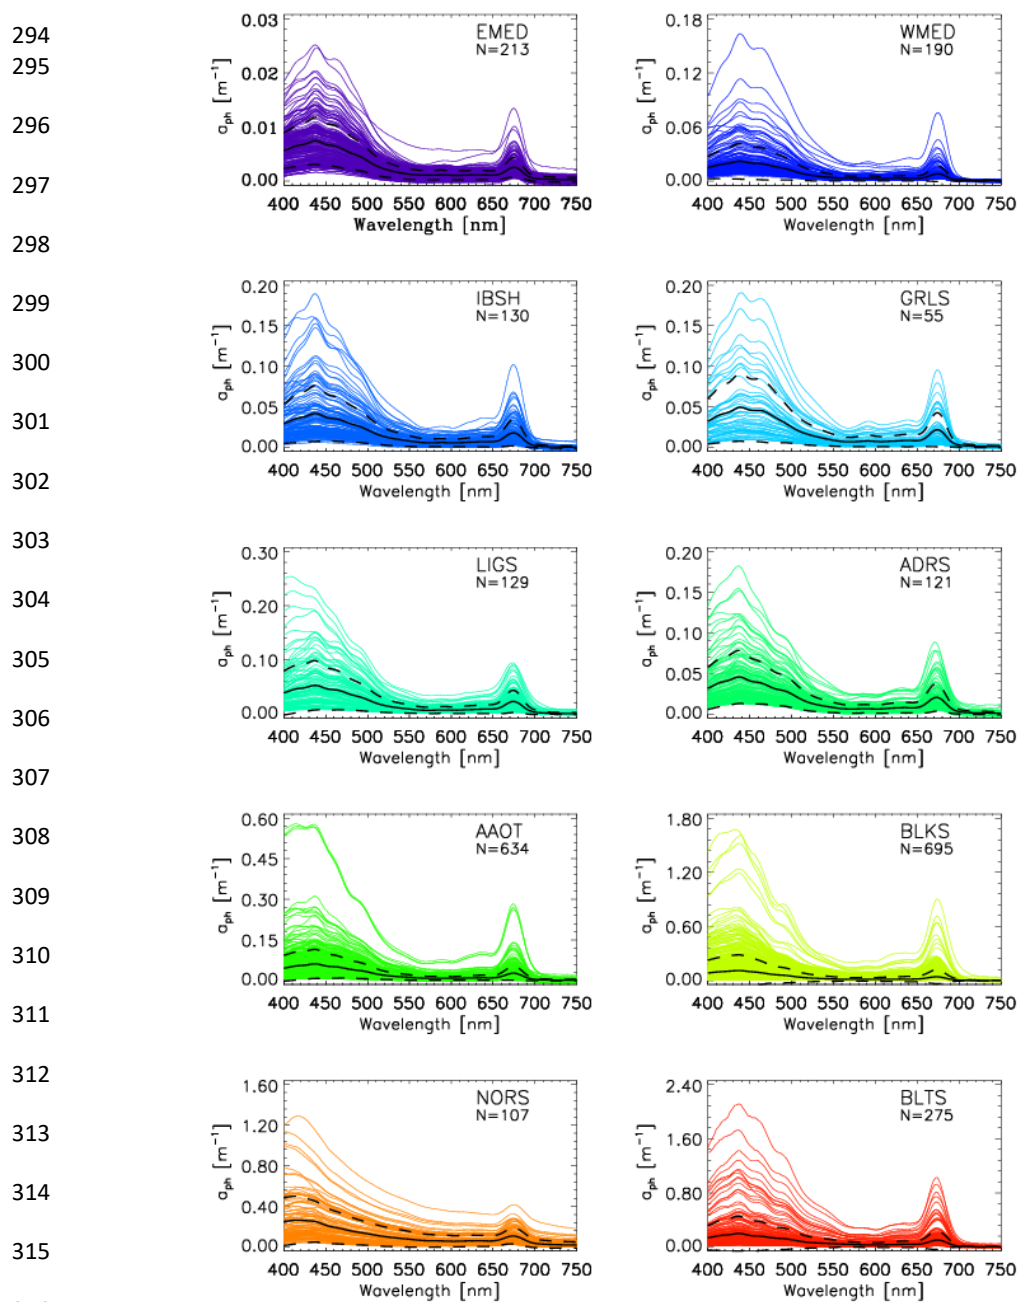 294
295
296
297
298
299
300
301
302
303
304
305
306
307
308
309
310
311
312
313
314
315
EMED
N=213
a_ph [m⁻¹]
0.03
0.02
0.01
0.00
400 450 500 550 600 650 700 750
Wavelength [nm]
WMED
N=190
a_ph [m⁻¹]
0.18
0.12
0.06
0.00
400 450 500 550 600 650 700 750
Wavelength [nm]
IBSH
N=130
a_ph [m⁻¹]
0.20
0.15
0.10
0.05
0.00
400 450 500 550 600 650 700 750
Wavelength [nm]
GRLS
N=55
a_ph [m⁻¹]
0.20
0.15
0.10
0.05
0.00
400 450 500 550 600 650 700 750
Wavelength [nm]
LIGS
N=129
a_ph [m⁻¹]
0.30
0.20
0.10
0.00
400 450 500 550 600 650 700 750
Wavelength [nm]
ADRS
N=121
a_ph [m⁻¹]
0.20
0.15
0.10
0.05
0.00
400 450 500 550 600 650 700 750
Wavelength [nm]
AAOT
N=634
a_ph [m⁻¹]
0.60
0.45
0.30
0.15
0.00
400 450 500 550 600 650 700 750
Wavelength [nm]
BLKS
N=695
a_ph [m⁻¹]
1.80
1.20
0.60
0.00
400 450 500 550 600 650 700 750
Wavelength [nm]
NORS
N=107
a_ph [m⁻¹]
1.60
1.20
0.80
0.40
0.00
400 450 500 550 600 650 700 750
Wavelength [nm]
BLTS
N=275
a_ph [m⁻¹]
2.40
1.60
0.80
0.00
400 450 500 550 600 650 700 750
Wavelength [nm]